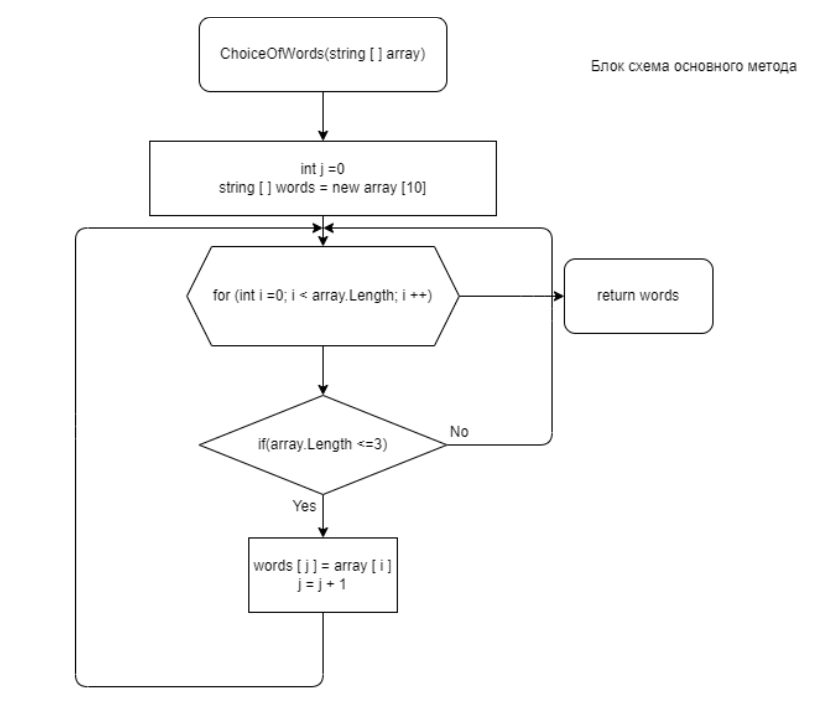 ChoiceOfWords(string [ ] array)
Блок схема основного метода
int j =0
string [ ] words = new array [10]
for (int i =0; i < array.Length; i ++)
return words
if(array.Length <=3)
No
Yes
words [ j ] = array [ i ]
j = j + 1